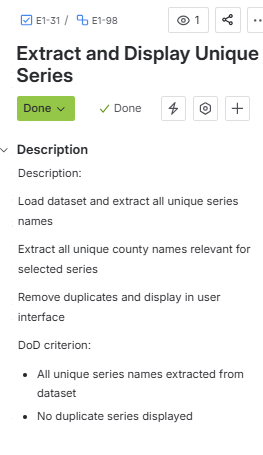 E1-31 / E1-98
1
Extract and Display Unique
Series
Done
Done
Description
Description:
Load dataset and extract all unique series
names
Extract all unique county names relevant for
selected series
Remove duplicates and display in user
interface
DoD criterion:
All unique series names extracted from
dataset
No duplicate series displayed